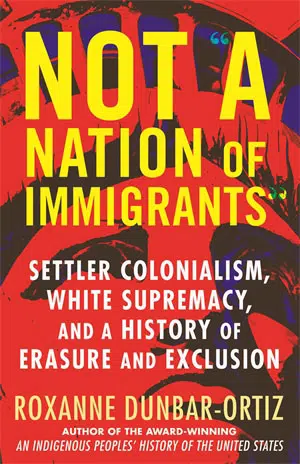 NOT “A
NATION OF
IMMIGRANTS”
SETTLER COLONIALISM,
WHITE SUPREMACY,
AND A HISTORY OF
ERASURE AND EXCLUSION
ROXANNE DUNBAR-ORTIZ
AUTHOR OF THE AWARD-WINNING
AN INDIGENOUS PEOPLES' HISTORY OF THE UNITED STATES